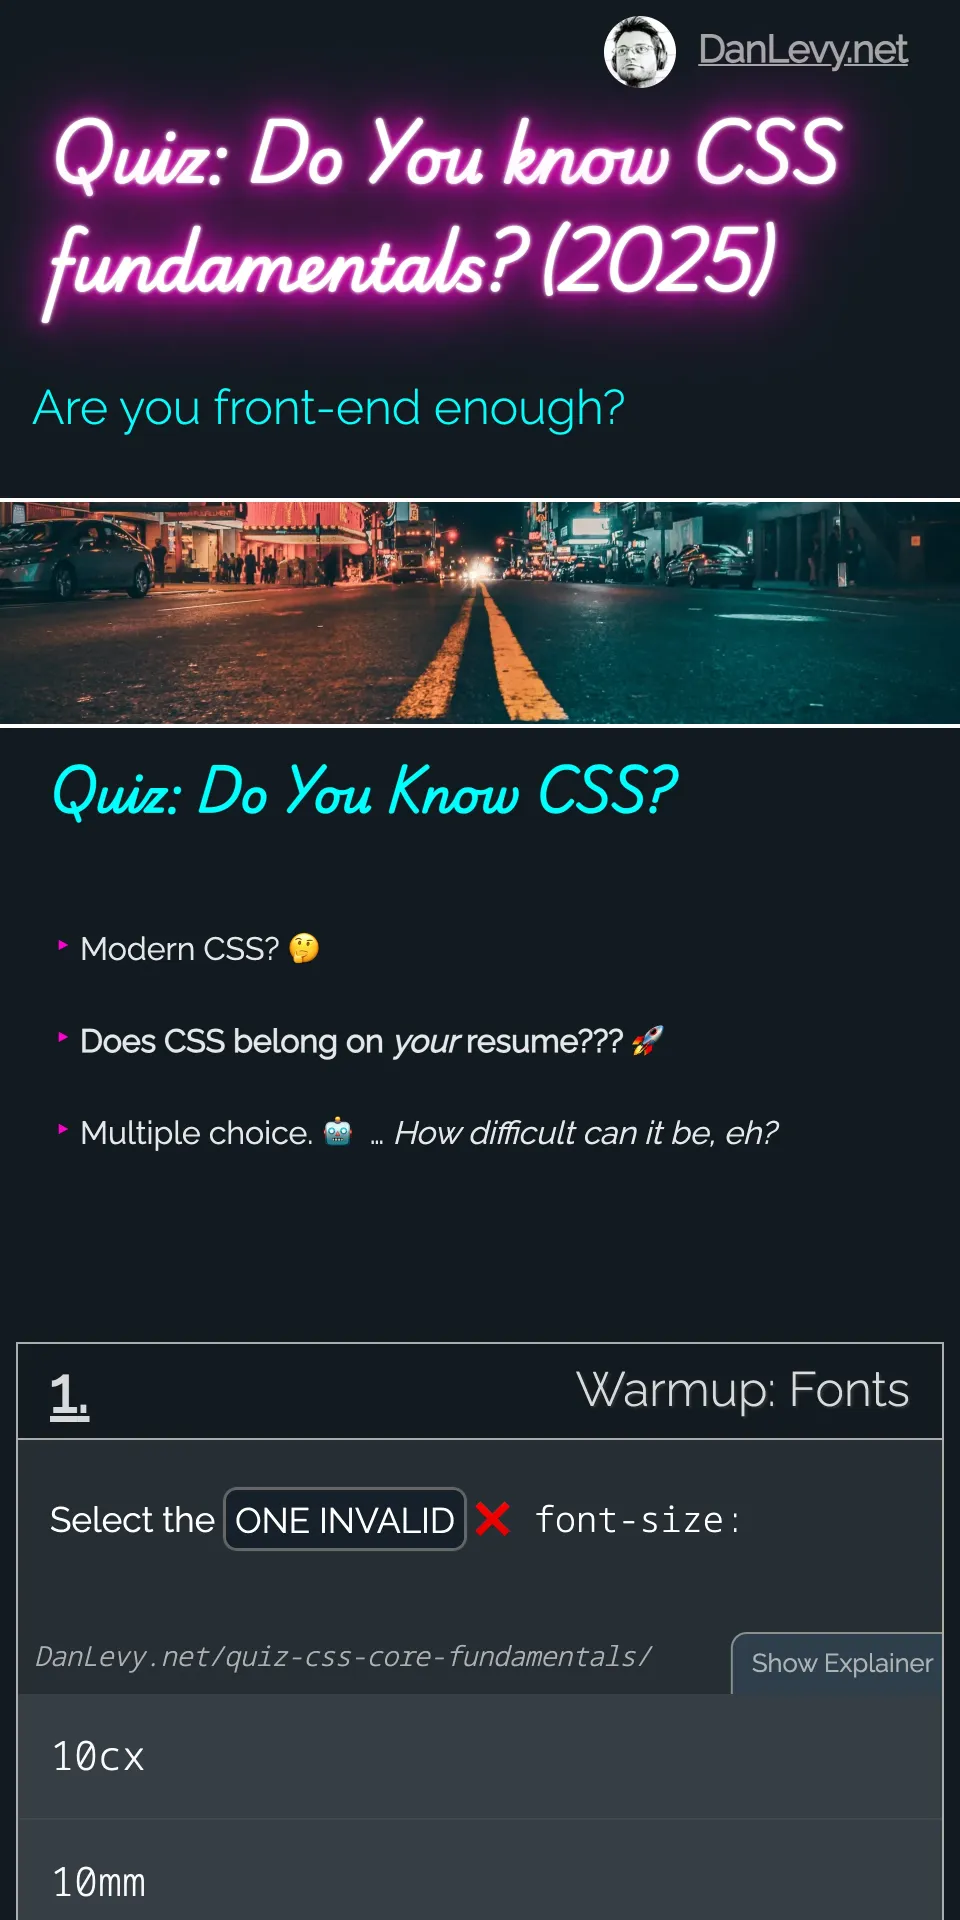 DanLevy.net
Quiz: Do You know CSS
fundamentals? (2025)
Are you front-end enough?
Quiz: Do You Know CSS?
Modern CSS? 🤔
Does CSS belong on your resume??? 🚀
Multiple choice. 🤖 … How difficult can it be, eh?
1.
Warmup: Fonts
Select the ONE INVALID ❌ font-size:
DanLevy.net/quiz-css-core-fundamentals/
Show Explainer
10cx
10mm